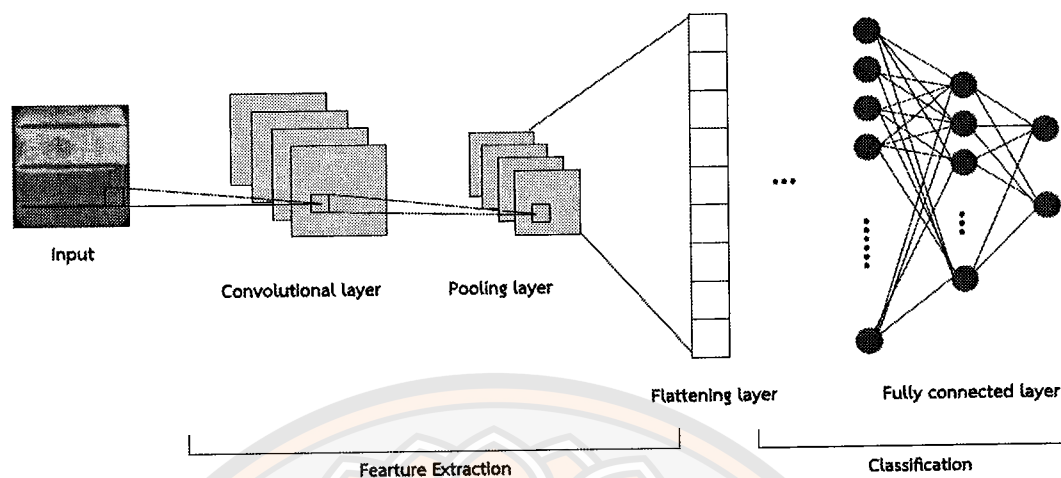 Input
Convolutional layer
Pooling layer
Flattening layer
Fully connected layer
Fearture Extraction
Classification